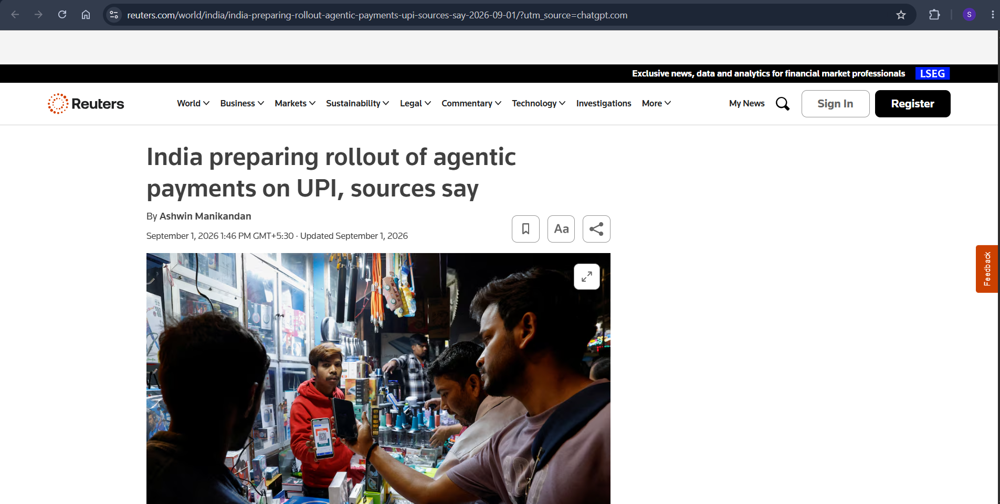 reuters.com/world/india/india-preparing-rollout-agentic-payments-upi-sources-say-2026-09-01/?utm_source=chatgpt.com
S
Exclusive news, data and analytics for financial market professionals LSEG
Reuters World Business Markets Sustainability Legal Commentary Technology Investigations More My News Sign In Register
India preparing rollout of agentic
payments on UPI, sources say
By Ashwin Manikandan
September 1, 2026 1:46 PM GMT+5:30 · Updated September 1, 2026
Aa
Feedback